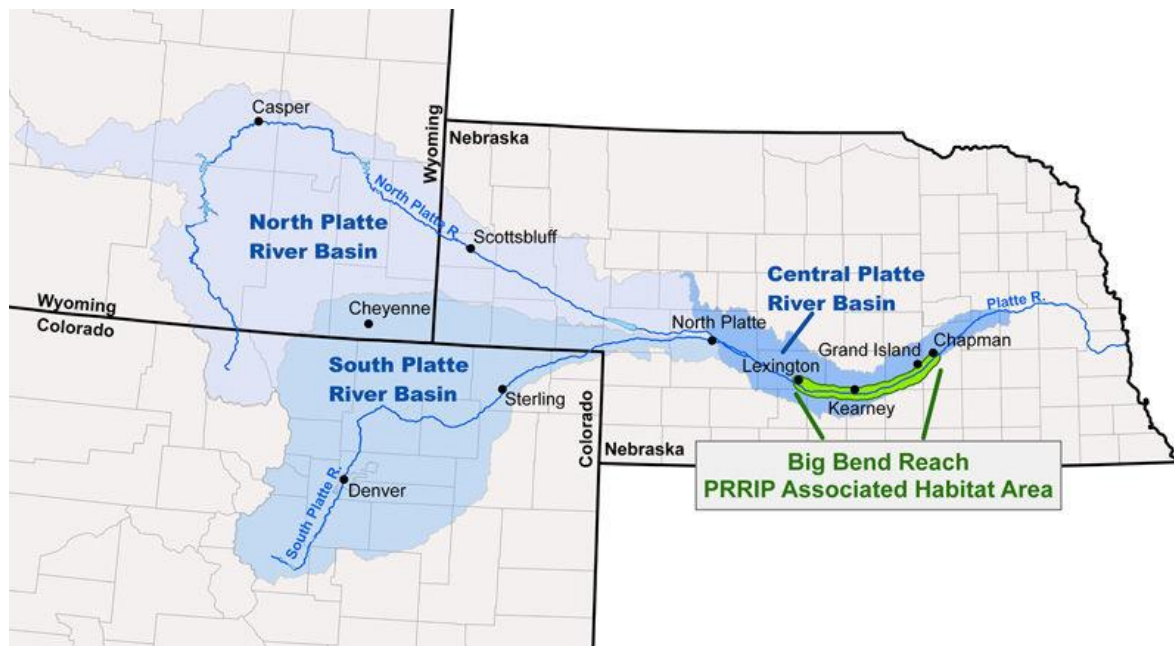 Casper
Wyoming
Nebraska
North Platte R.
North Platte
River Basin
Scottsbluff
Central Platte
River Basin
Wyoming
Colorado
Cheyenne
North Platte
Platte R.
Grand Island
Chapman
South Platte
River Basin
Lexington
Sterling
Kearney
Colorado
Nebraska
South Platte R.
Denver
Big Bend Reach
PRRIP Associated Habitat Area